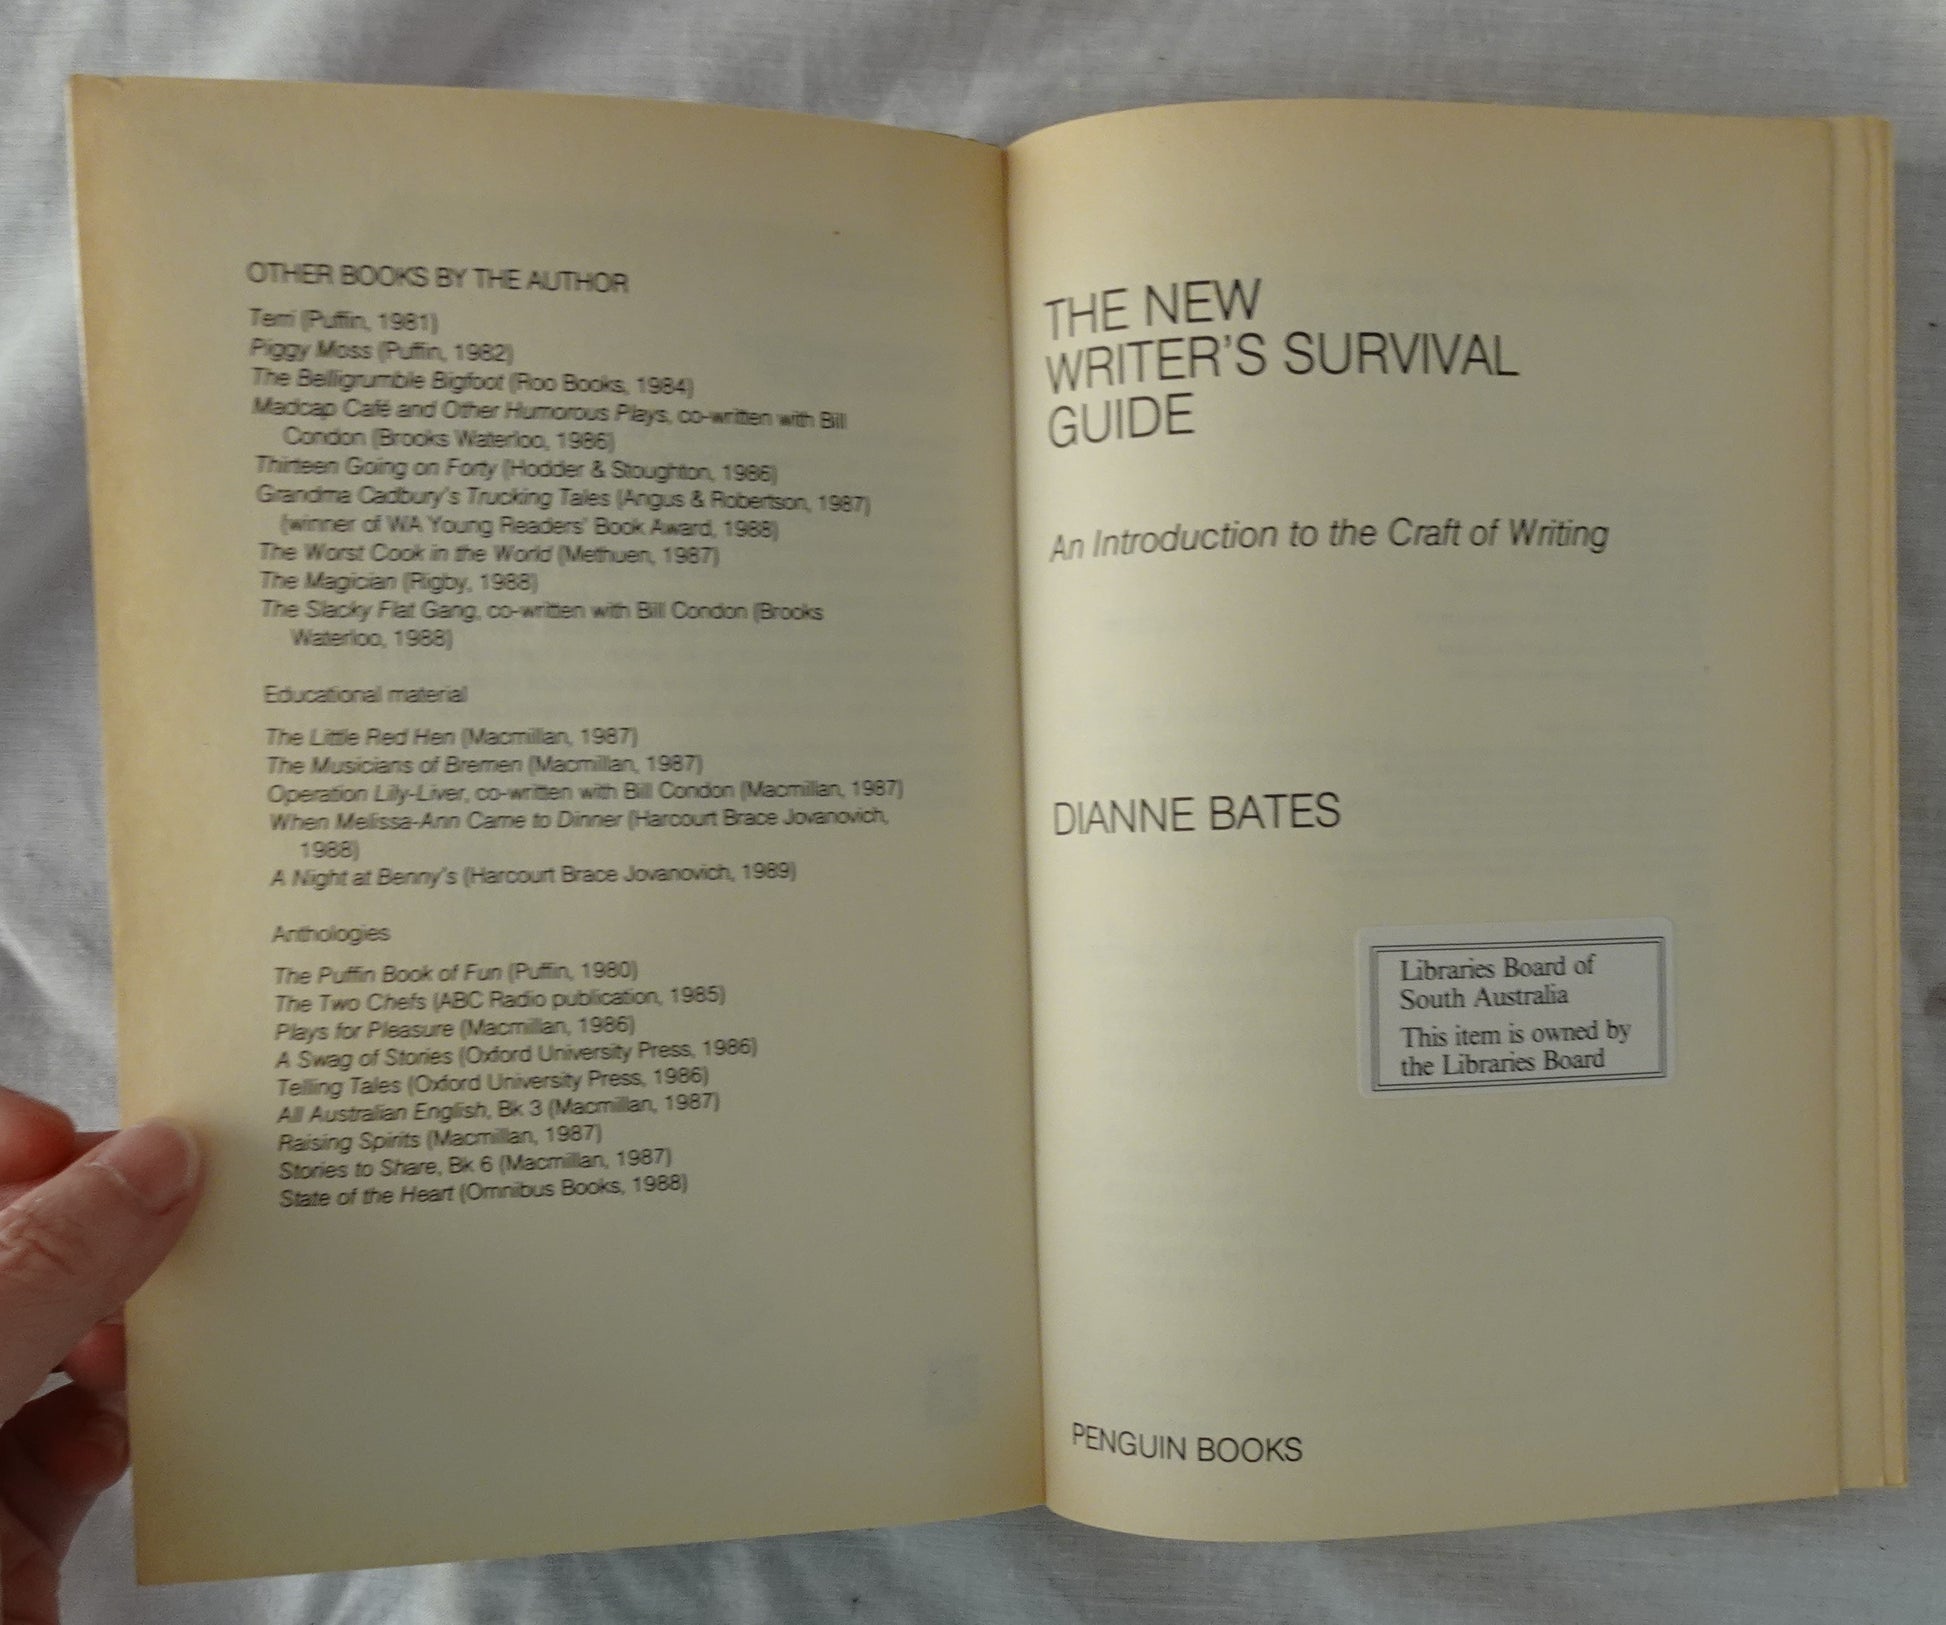 OTHER BOOKS BY THE AUTHOR
Terri (Puffin, 1981)
Piggy Moss (Puffin, 1982)
The Belligrumble Bigfoot (Roo Books, 1984)
Madcap Café and Other Humorous Plays, co-written with Bill
Condon (Brooks Waterloo, 1986)
Thirteen Going on Forty (Hodder & Stoughton, 1986)
Grandma Cadbury's Trucking Tales (Angus & Robertson, 1987)
(winner of WA Young Readers' Book Award, 1988)
The Worst Cook in the World (Methuen, 1987)
The Magician (Rigby, 1988)
The Slacky Flat Gang, co-written with Bill Condon (Brooks
Waterloo, 1988)
Educational material
The Little Red Hen (Macmillan, 1987)
The Musicians of Bremen (Macmillan, 1987)
Operation Lily-Liver, co-written with Bill Condon (Macmillan, 1987)
When Melissa-Ann Came to Dinner (Harcourt Brace Jovanovich,
1988)
A Night at Benny's (Harcourt Brace Jovanovich, 1989)
Anthologies
The Puffin Book of Fun (Puffin, 1980)
The Two Chefs (ABC Radio publication, 1985)
Plays for Pleasure (Macmillan, 1986)
A Swag of Stories (Oxford University Press, 1986)
Telling Tales (Oxford University Press, 1986)
All Australian English, Bk 3 (Macmillan, 1987)
Raising Spirits (Macmillan, 1987)
Stories to Share, Bk 6 (Macmillan, 1987)
State of the Heart (Omnibus Books, 1988)
THE NEW
WRITER'S SURVIVAL
GUIDE
An Introduction to the Craft of Writing
DIANNE BATES
Libraries Board of
South Australia
This item is owned by
the Libraries Board
PENGUIN BOOKS